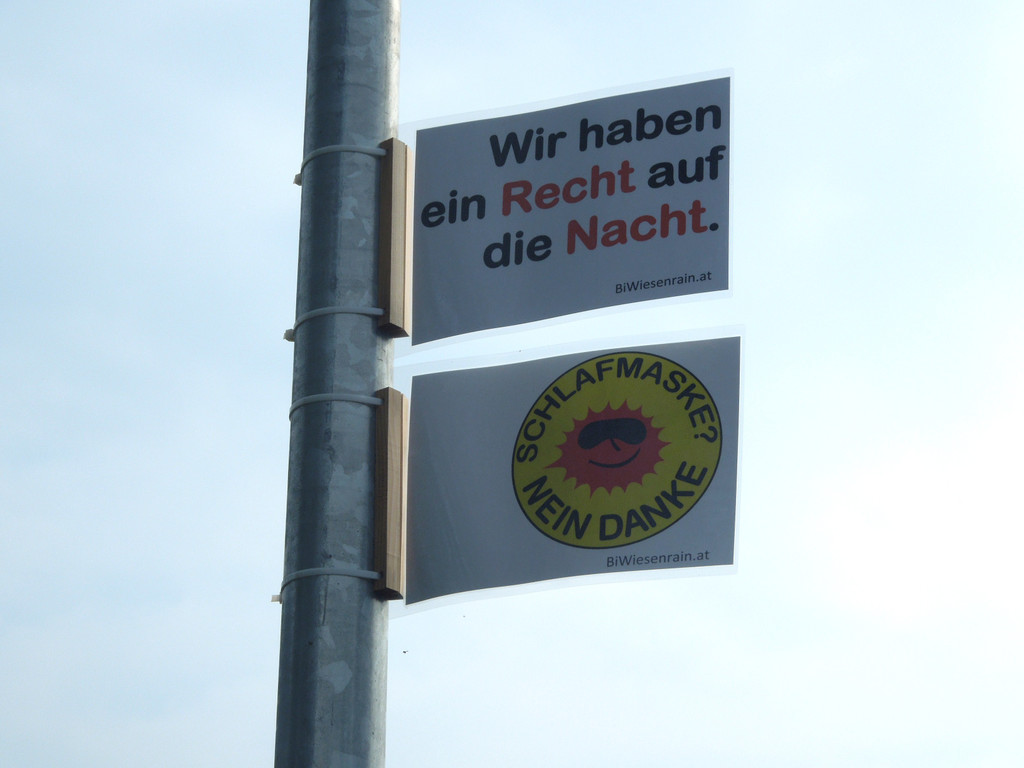 Wir haben
ein Recht auf
die Nacht.
BiWiesenrain.at
SCHLAFMASKE?
NEIN DANKE
BiWiesenrain.at